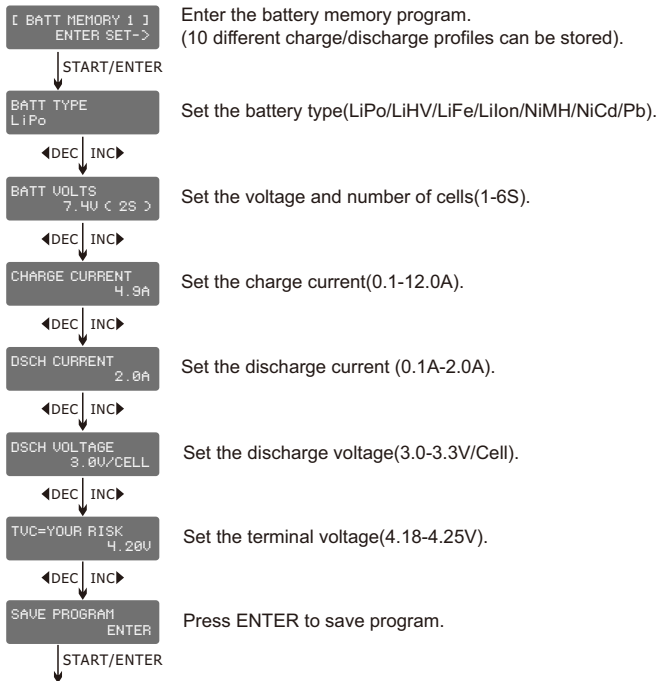 [ BATT MEMORY 1 ]
ENTER SET->
Enter the battery memory program.
(10 different charge/discharge profiles can be stored).
START/ENTER
BATT TYPE
LiPo
Set the battery type(LiPo/LiHV/LiFe/LiIon/NiMH/NiCd/Pb).
◀DEC INC▶
BATT VOLTS
7.4V ( 2S )
Set the voltage and number of cells(1-6S).
◀DEC INC▶
CHARGE CURRENT
4.9A
Set the charge current(0.1-12.0A).
◀DEC INC▶
DSCH CURRENT
2.0A
Set the discharge current (0.1A-2.0A).
◀DEC INC▶
DSCH VOLTAGE
3.0V/CELL
Set the discharge voltage(3.0-3.3V/Cell).
◀DEC INC▶
TVC=YOUR RISK
4.20V
Set the terminal voltage(4.18-4.25V).
◀DEC INC▶
SAVE PROGRAM
ENTER
Press ENTER to save program.
START/ENTER